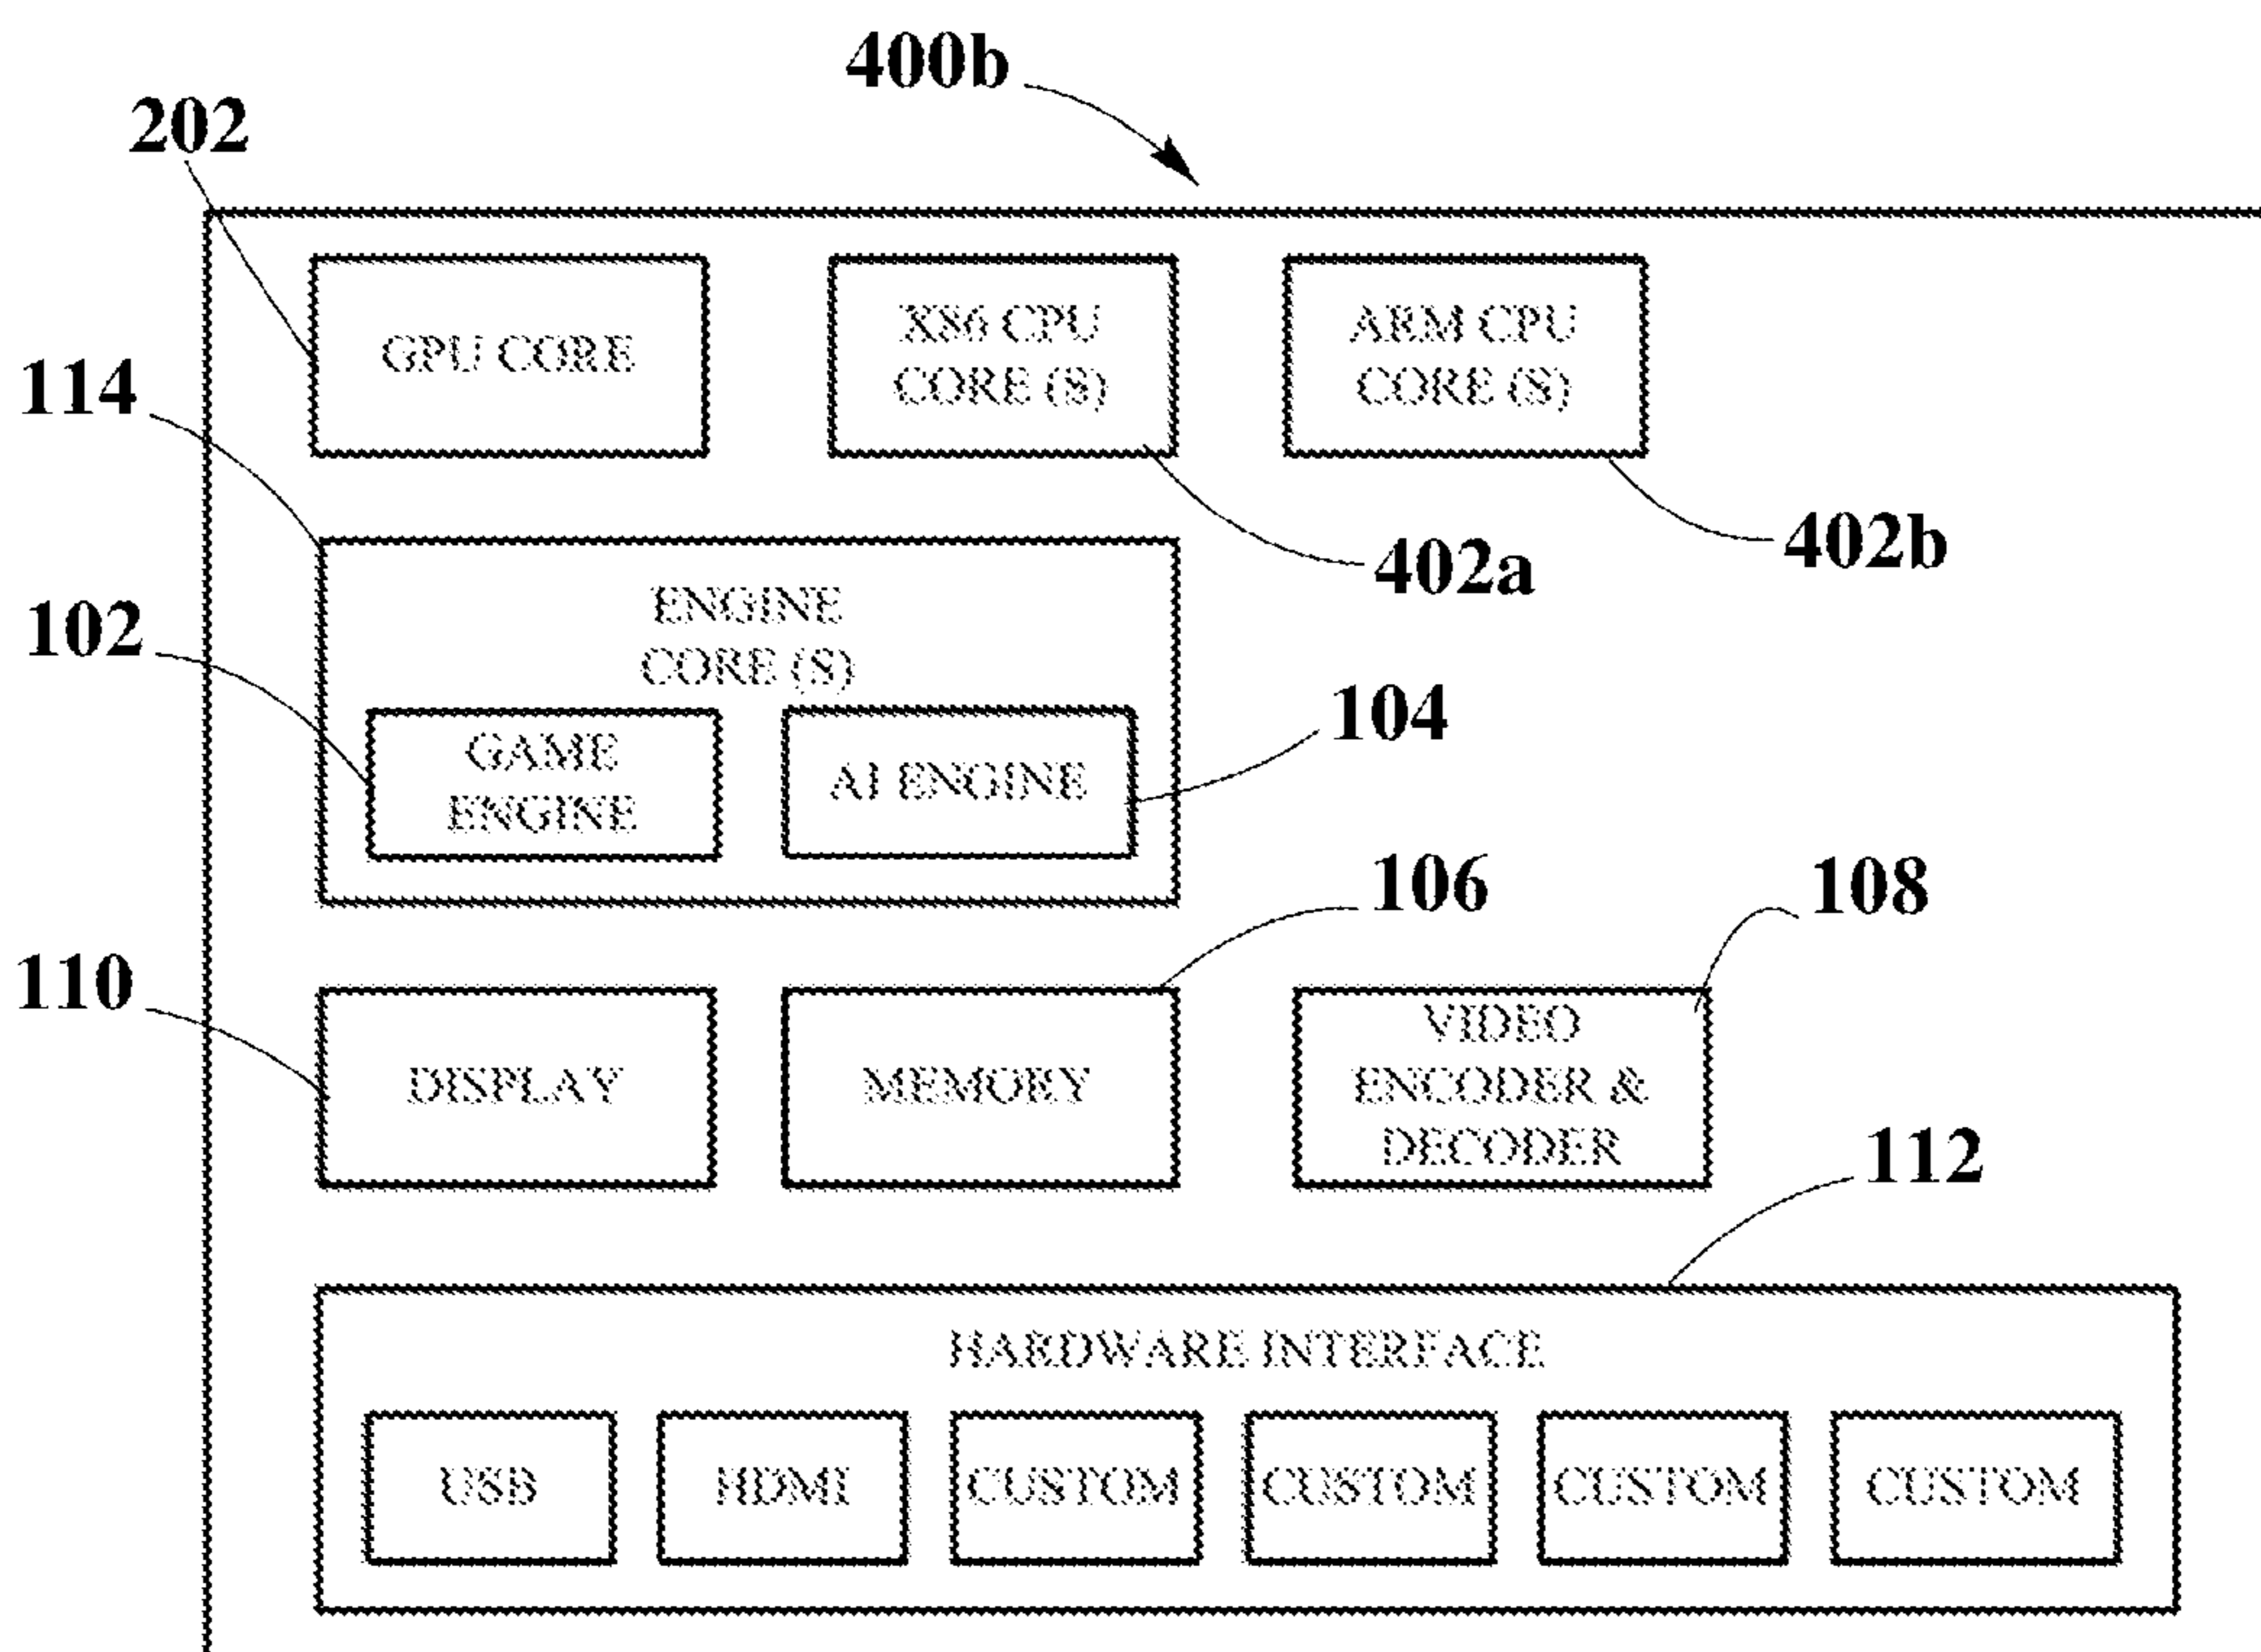 400b
202
GPU CORE
X86 CPU
CORE (S)
ARM CPU
CORE (S)
114
402a
402b
ENGINE
CORE (S)
102
104
GAME
ENGINE
AI ENGINE
106
108
110
DISPLAY
MEMORY
VIDEO
ENCODER &
DECODER
112
HARDWARE INTERFACE
USB
HDMI
CUSTOM
CUSTOM
CUSTOM
CUSTOM